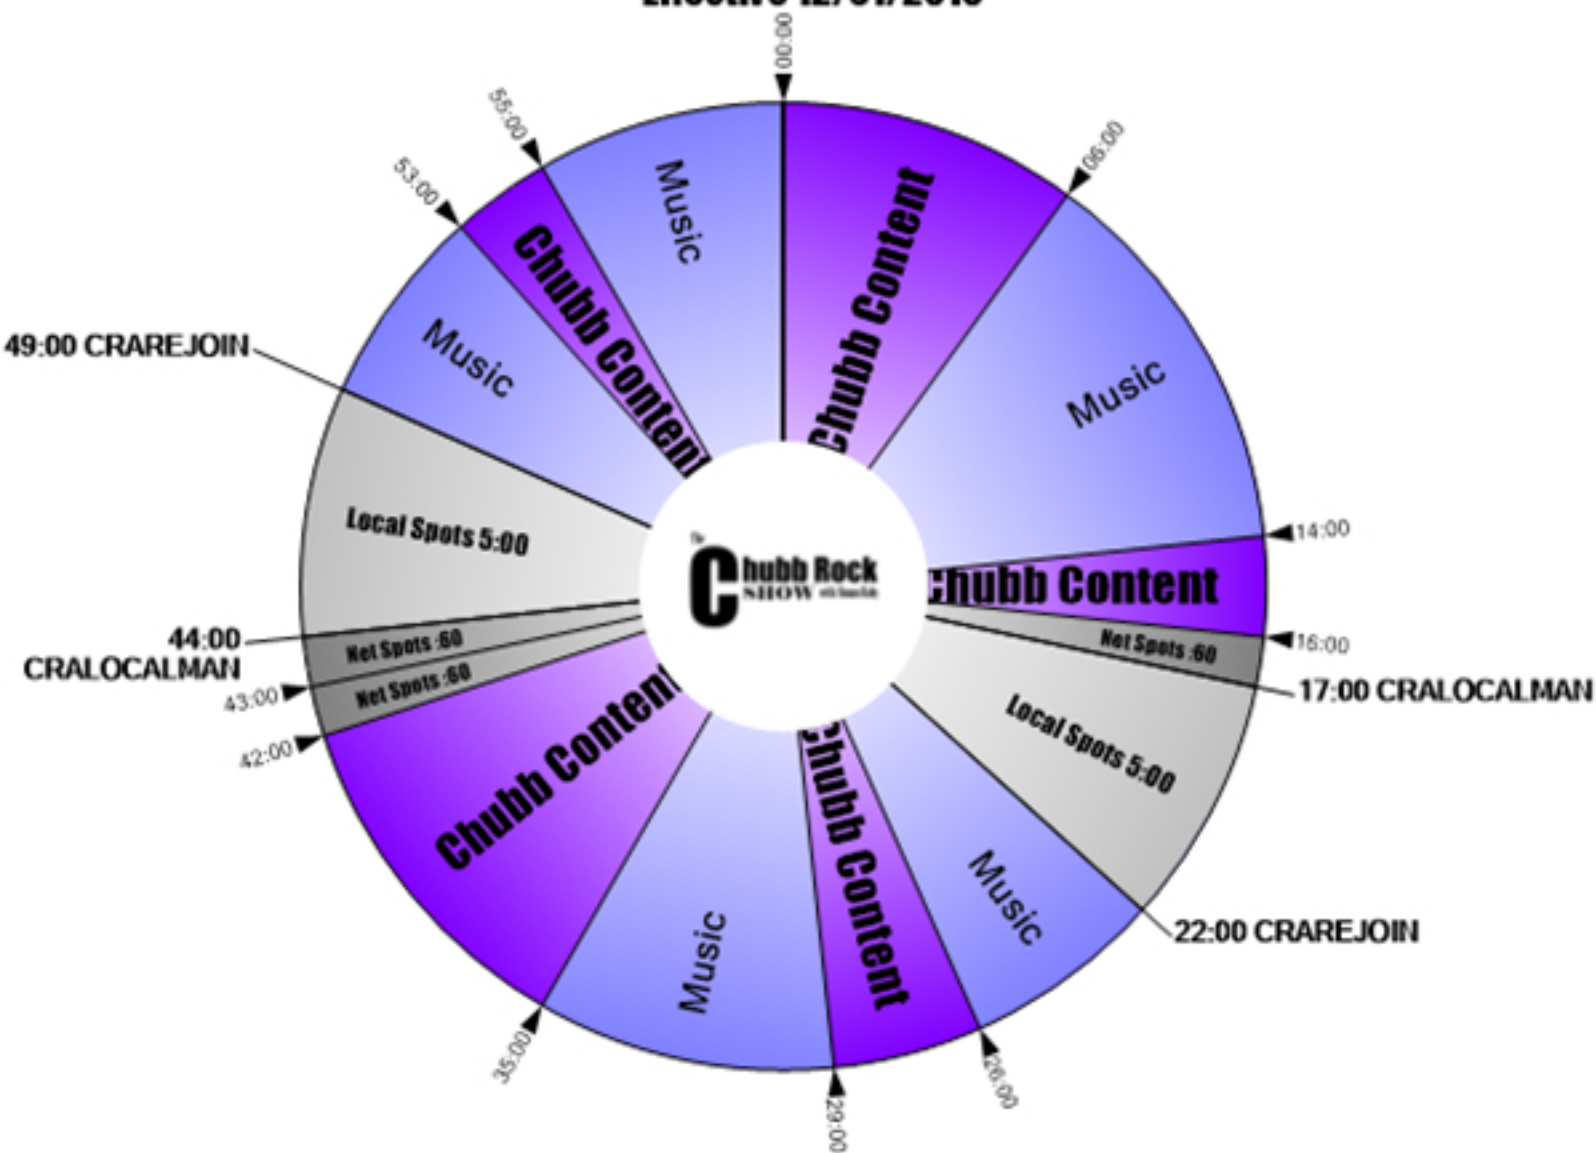 00:00
Chubb Content
06:00
Music
14:00
Chubb Content
16:00
Net Spots :60
17:00 CRALOCALMAN
Local Spots 5:00
22:00 CRAREJOIN
Music
26:00
Chubb Content
29:00
Music
35:00
Chubb Content
42:00
Net Spots :60
43:00
Net Spots :60
44:00
CRALOCALMAN
Local Spots 5:00
49:00 CRAREJOIN
Music
53:00
Chubb Content
55:00
Music
The
Chubb Rock
SHOW